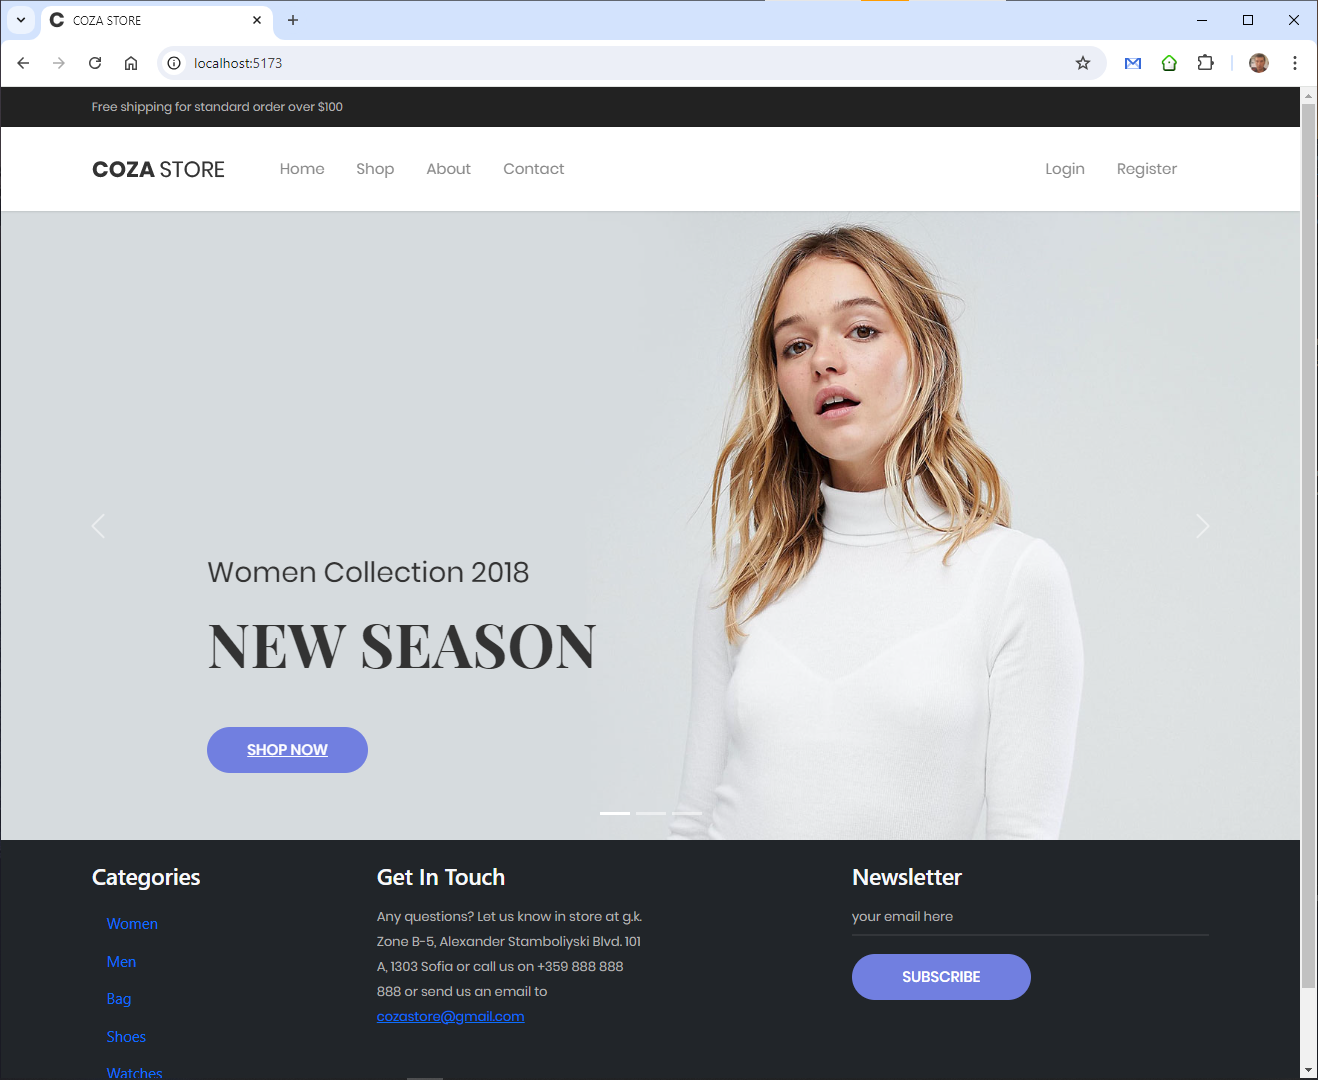 COZA STORE
localhost:5173
Free shipping for standard order over $100
COZA STORE
Home
Shop
About
Contact
Login
Register
Women Collection 2018
NEW SEASON
SHOP NOW
Categories
Women
Men
Bag
Shoes
Watches
Get In Touch
Any questions? Let us know in store at g.k.
Zone B-5, Alexander Stamboliyski Blvd. 101
A, 1303 Sofia or call us on +359 888 888
888 or send us an email to
cozastore@gmail.com
Newsletter
your email here
SUBSCRIBE